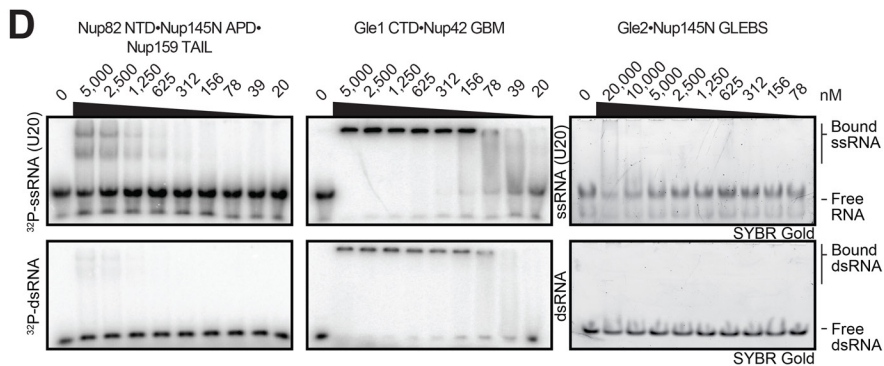 D
Nup82 NTD•Nup145N APD•
Nup159 TAIL
Gle1 CTD•Nup42 GBM
Gle2•Nup145N GLEBS
0 5,000 2,500 1,250 625 312 156 78 39 20
0 5,000 2,500 1,250 625 312 156 78 39 20
0 20,000 10,000 5,000 2,500 1,250 625 312 156 78 nM
³²P-ssRNA (U20)
ssRNA (U20)
Bound
ssRNA
Free
RNA
SYBR Gold
³²P-dsRNA
dsRNA
Bound
dsRNA
Free
dsRNA
SYBR Gold